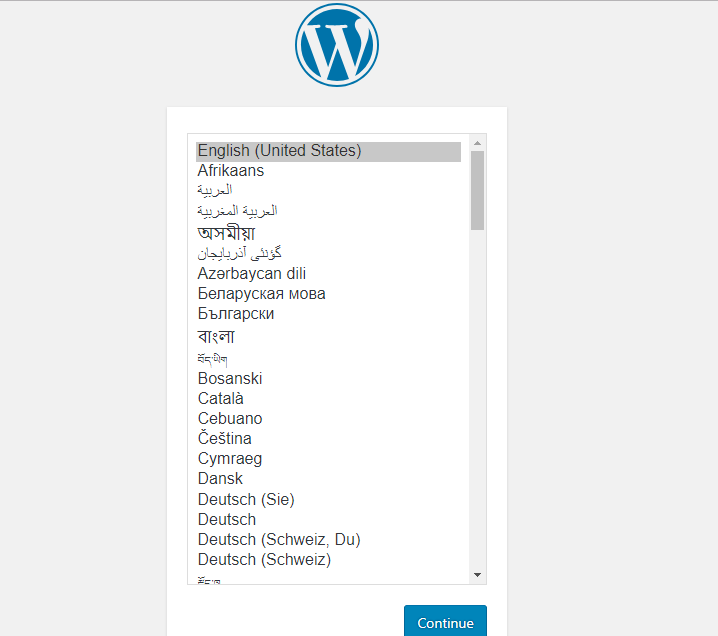 English (United States)
Afrikaans
العربية
العربية المغربية
অসমীয়া
گؤنئی آذربایجان
Azərbaycan dili
Беларуская мова
Български
বাংলা
བོད་ཡིག
Bosanski
Català
Cebuano
Čeština
Cymraeg
Dansk
Deutsch (Sie)
Deutsch
Deutsch (Schweiz, Du)
Deutsch (Schweiz)
Continue